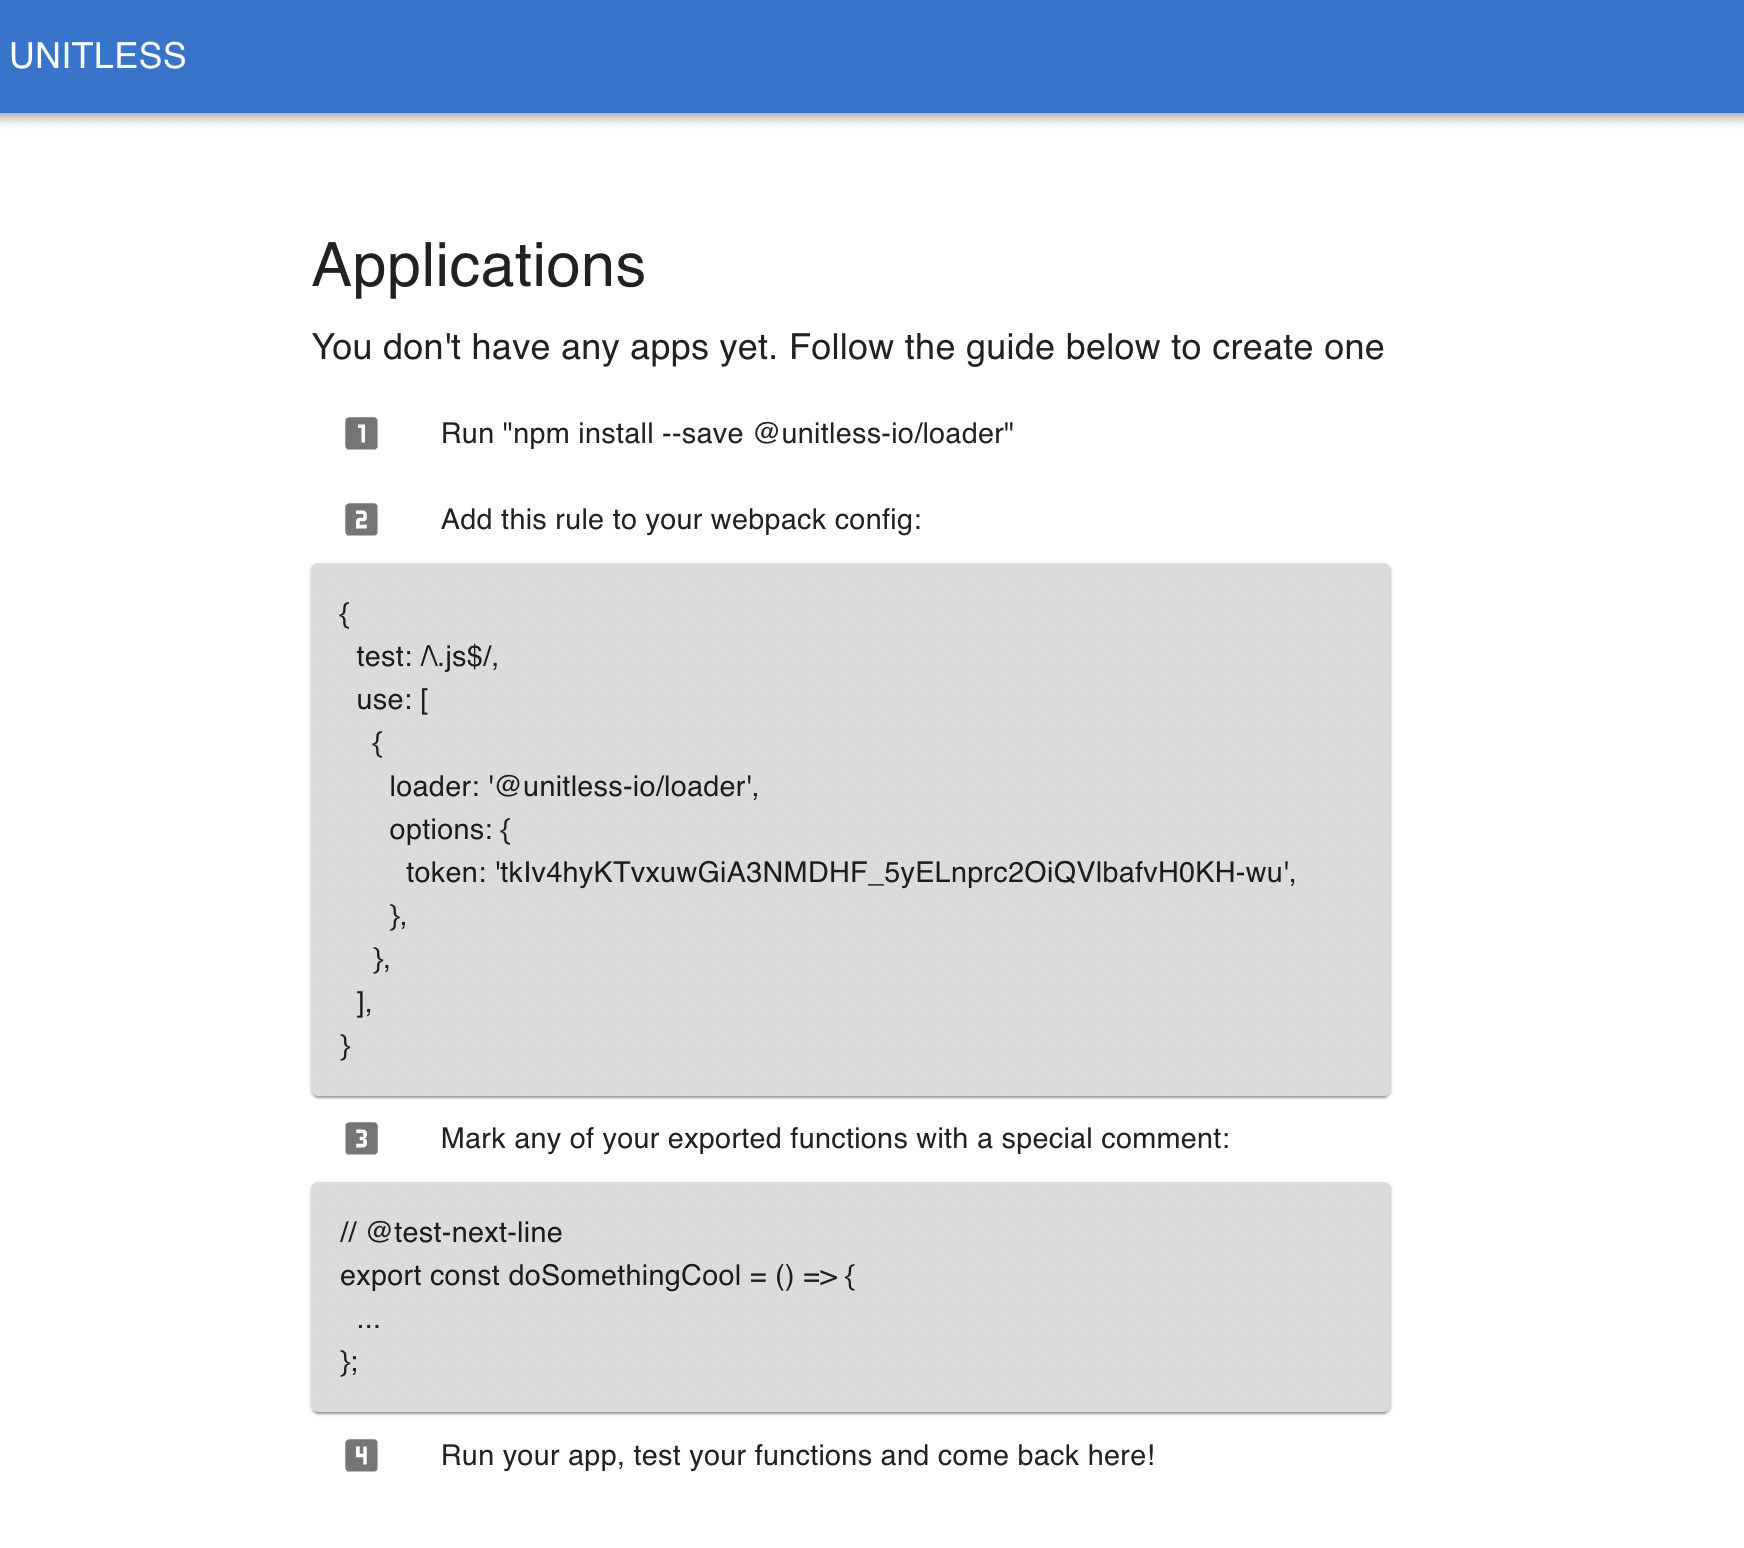 UNITLESS
Applications
You don't have any apps yet. Follow the guide below to create one
1 Run "npm install --save @unitless-io/loader"
2 Add this rule to your webpack config:
{
  test: /\.js$/,
  use: [
    {
      loader: '@unitless-io/loader',
      options: {
        token: 'tkIv4hyKTvxuwGiA3NMDHF_5yELnprc2OiQVlbafvH0KH-wu',
      },
    },
  ],
}
3 Mark any of your exported functions with a special comment:
// @test-next-line
export const doSomethingCool = () => {
  ...
};
4 Run your app, test your functions and come back here!